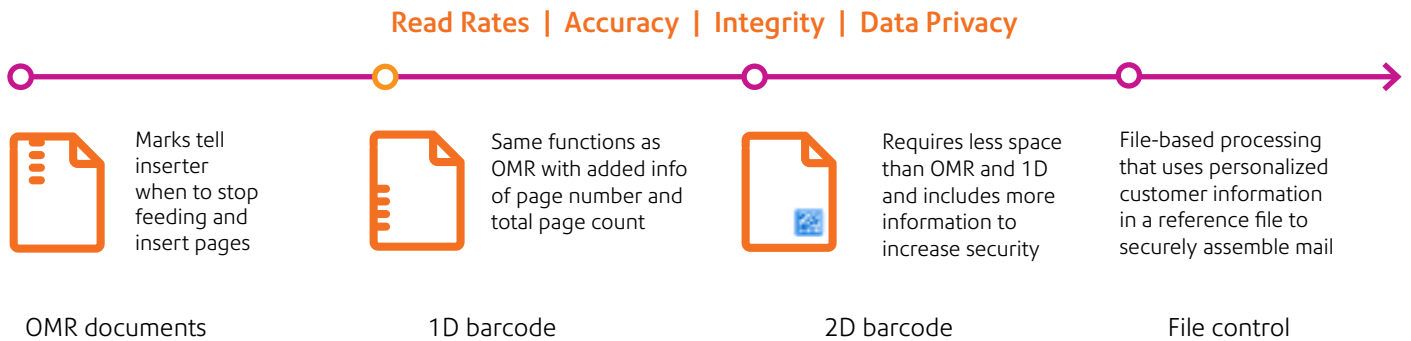 Read Rates | Accuracy | Integrity | Data Privacy
Marks tell
inserter
when to stop
feeding and
insert pages
Same functions as
OMR with added info
of page number and
total page count
Requires less space
than OMR and 1D
and includes more
information to
increase security
File-based processing
that uses personalized
customer information
in a reference file to
securely assemble mail
OMR documents
1D barcode
2D barcode
File control